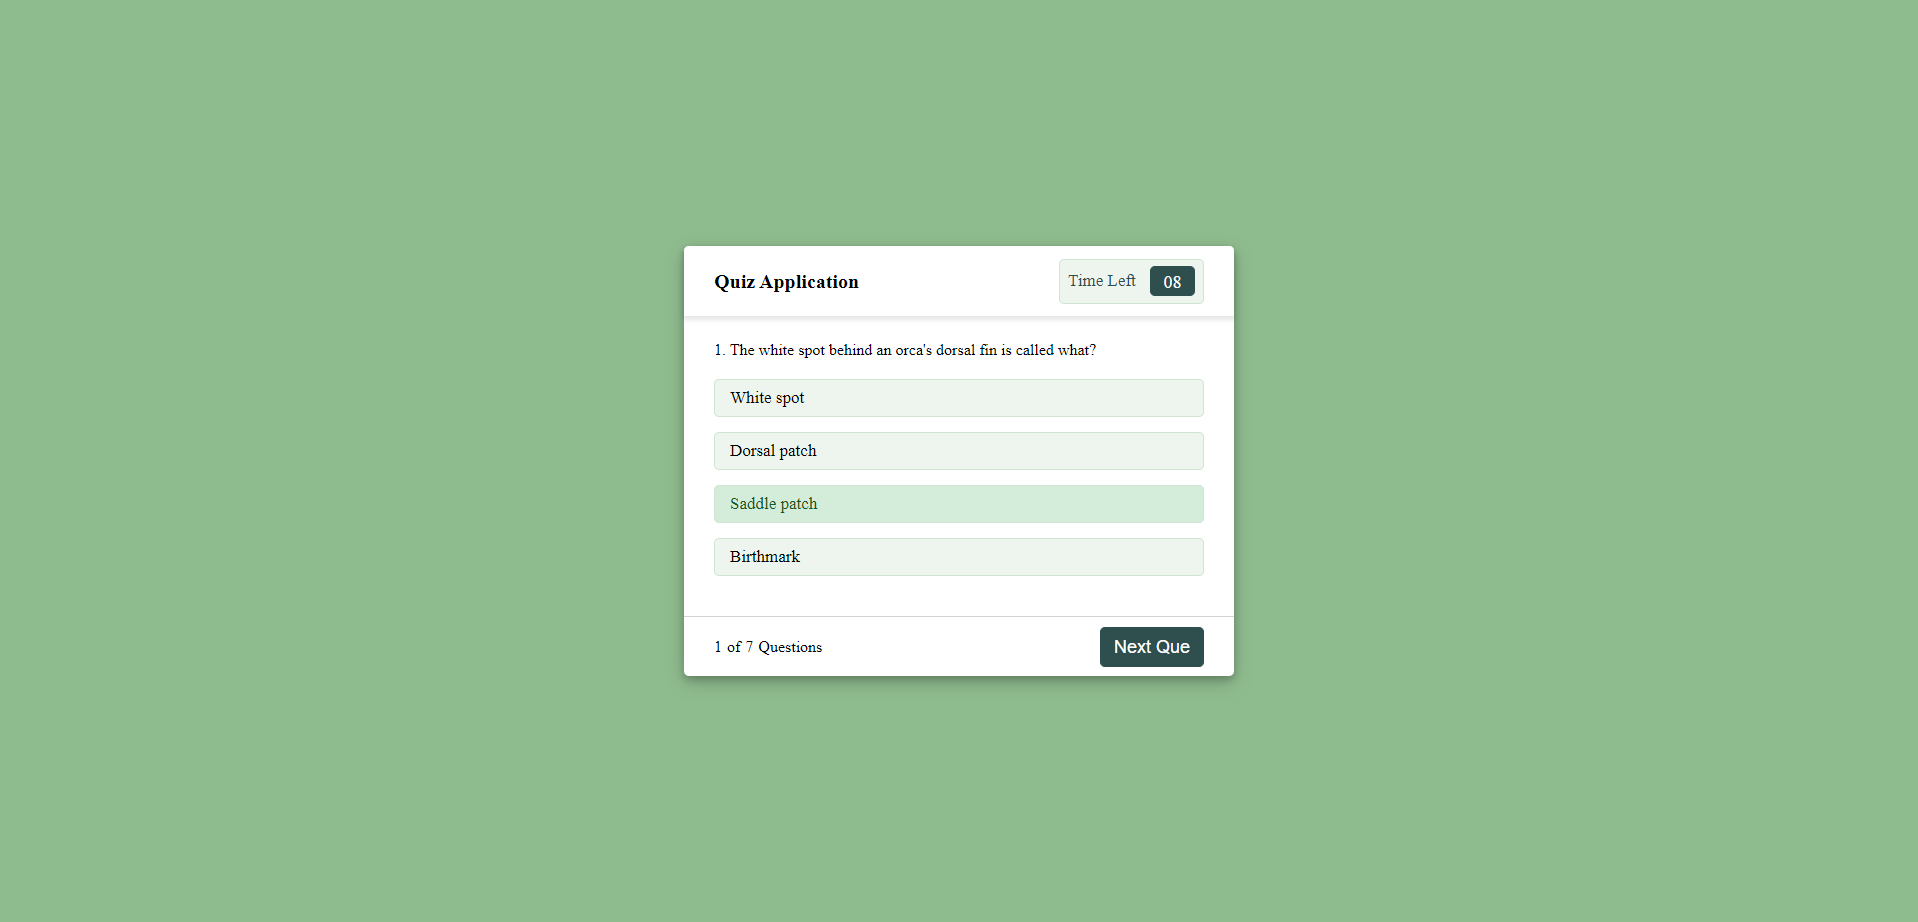 Quiz Application
Time Left 08
1. The white spot behind an orca's dorsal fin is called what?
White spot
Dorsal patch
Saddle patch
Birthmark
1 of 7 Questions
Next Que